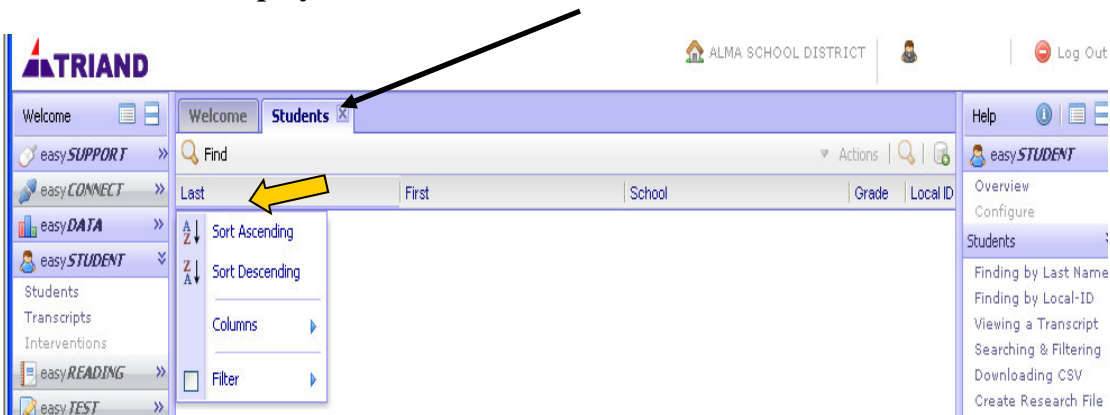 TRIAND
ALMA SCHOOL DISTRICT
Log Out
Welcome
Welcome
Students
Help
easySUPPORT
Find
Actions
easySTUDENT
easyCONNECT
Last
First
School
Grade
Local ID
Overview
Configure
easyDATA
Sort Ascending
Students
easySTUDENT
Sort Descending
Finding by Last Name
Students
Finding by Local-ID
Transcripts
Columns
Viewing a Transcript
Interventions
Searching & Filtering
easyREADING
Filter
Downloading CSV
easyTEST
Create Research File